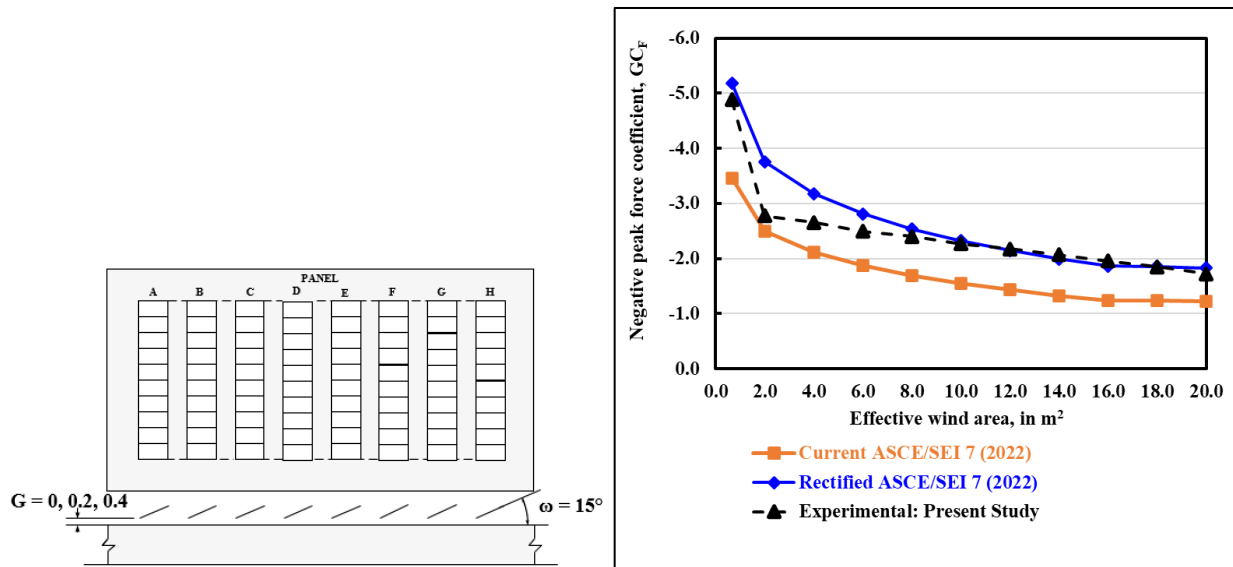 PANEL
A B C D E F G H
G = 0, 0.2, 0.4
ω = 15°
Negative peak force coefficient, GC_F
-6.0
-5.0
-4.0
-3.0
-2.0
-1.0
0.0
0.0 2.0 4.0 6.0 8.0 10.0 12.0 14.0 16.0 18.0 20.0
Effective wind area, in m²
Current ASCE/SEI 7 (2022)
Rectified ASCE/SEI 7 (2022)
Experimental: Present Study